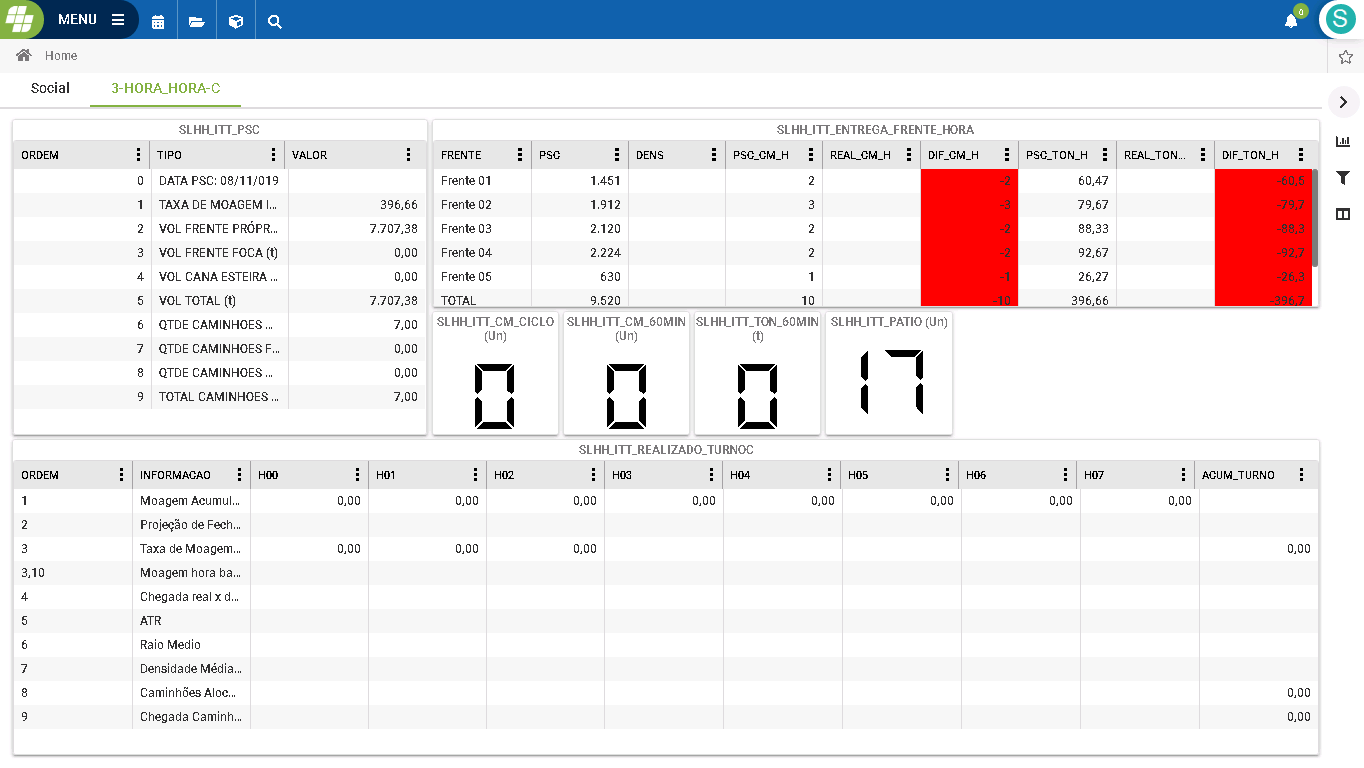 MENU
0
S
Home
Social 3-HORA_HORA-C
SLHH_ITT_PSC
ORDEM TIPO VALOR
0 DATA PSC: 08/11/019
1 TAXA DE MOAGEM I... 396,66
2 VOL FRENTE PRÓPR... 7.707,38
3 VOL FRENTE FOCA (t) 0,00
4 VOL CANA ESTEIRA ... 0,00
5 VOL TOTAL (t) 7.707,38
6 QTDE CAMINHOES ... 7,00
7 QTDE CAMINHOES F... 0,00
8 QTDE CAMINHOES ... 0,00
9 TOTAL CAMINHOES ... 7,00
SLHH_ITT_ENTREGA_FRENTE_HORA
FRENTE PSC DENS PSC_CM_H REAL_CM_H DIF_CM_H PSC_TON_H REAL_TON... DIF_TON_H
Frente 01 1.451 2 -2 60,47 -60,5
Frente 02 1.912 3 -3 79,67 -79,7
Frente 03 2.120 2 -2 88,33 -88,3
Frente 04 2.224 2 -2 92,67 -92,7
Frente 05 630 1 -1 26,27 -26,3
TOTAL 9.520 10 -10 396,66 -396,7
SLHH_ITT_CM_CICLO
(Un)
0
SLHH_ITT_CM_60MIN
(Un)
0
SLHH_ITT_TON_60MIN
(t)
0
SLHH_ITT_PATIO (Un)
17
SLHH_ITT_REALIZADO_TURNOC
ORDEM INFORMACAO H00 H01 H02 H03 H04 H05 H06 H07 ACUM_TURNO
1 Moagem Acumul... 0,00 0,00 0,00 0,00 0,00 0,00 0,00 0,00
2 Projeção de Fech...
3 Taxa de Moagem... 0,00 0,00 0,00 0,00
3,10 Moagem hora ba...
4 Chegada real x d...
5 ATR
6 Raio Medio
7 Densidade Média...
8 Caminhões Aloc... 0,00
9 Chegada Caminh... 0,00